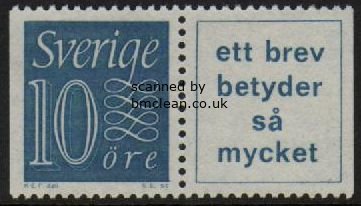 Sverige
10 öre
ett brev
betyder
så
mycket
scanned by
bmclean.co.uk